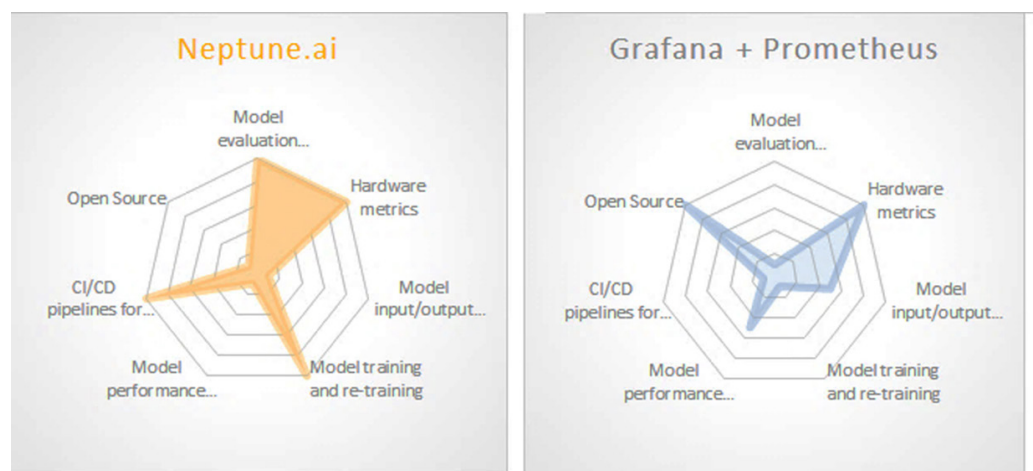 Neptune.ai
Model
evaluation...
Hardware
metrics
Model
input/output...
Model training
and re-training
Model
performance...
CI/CD
pipelines for...
Open Source
Grafana + Prometheus
Model
evaluation...
Hardware
metrics
Model
input/output...
Model training
and re-training
Model
performance...
CI/CD
pipelines for...
Open Source